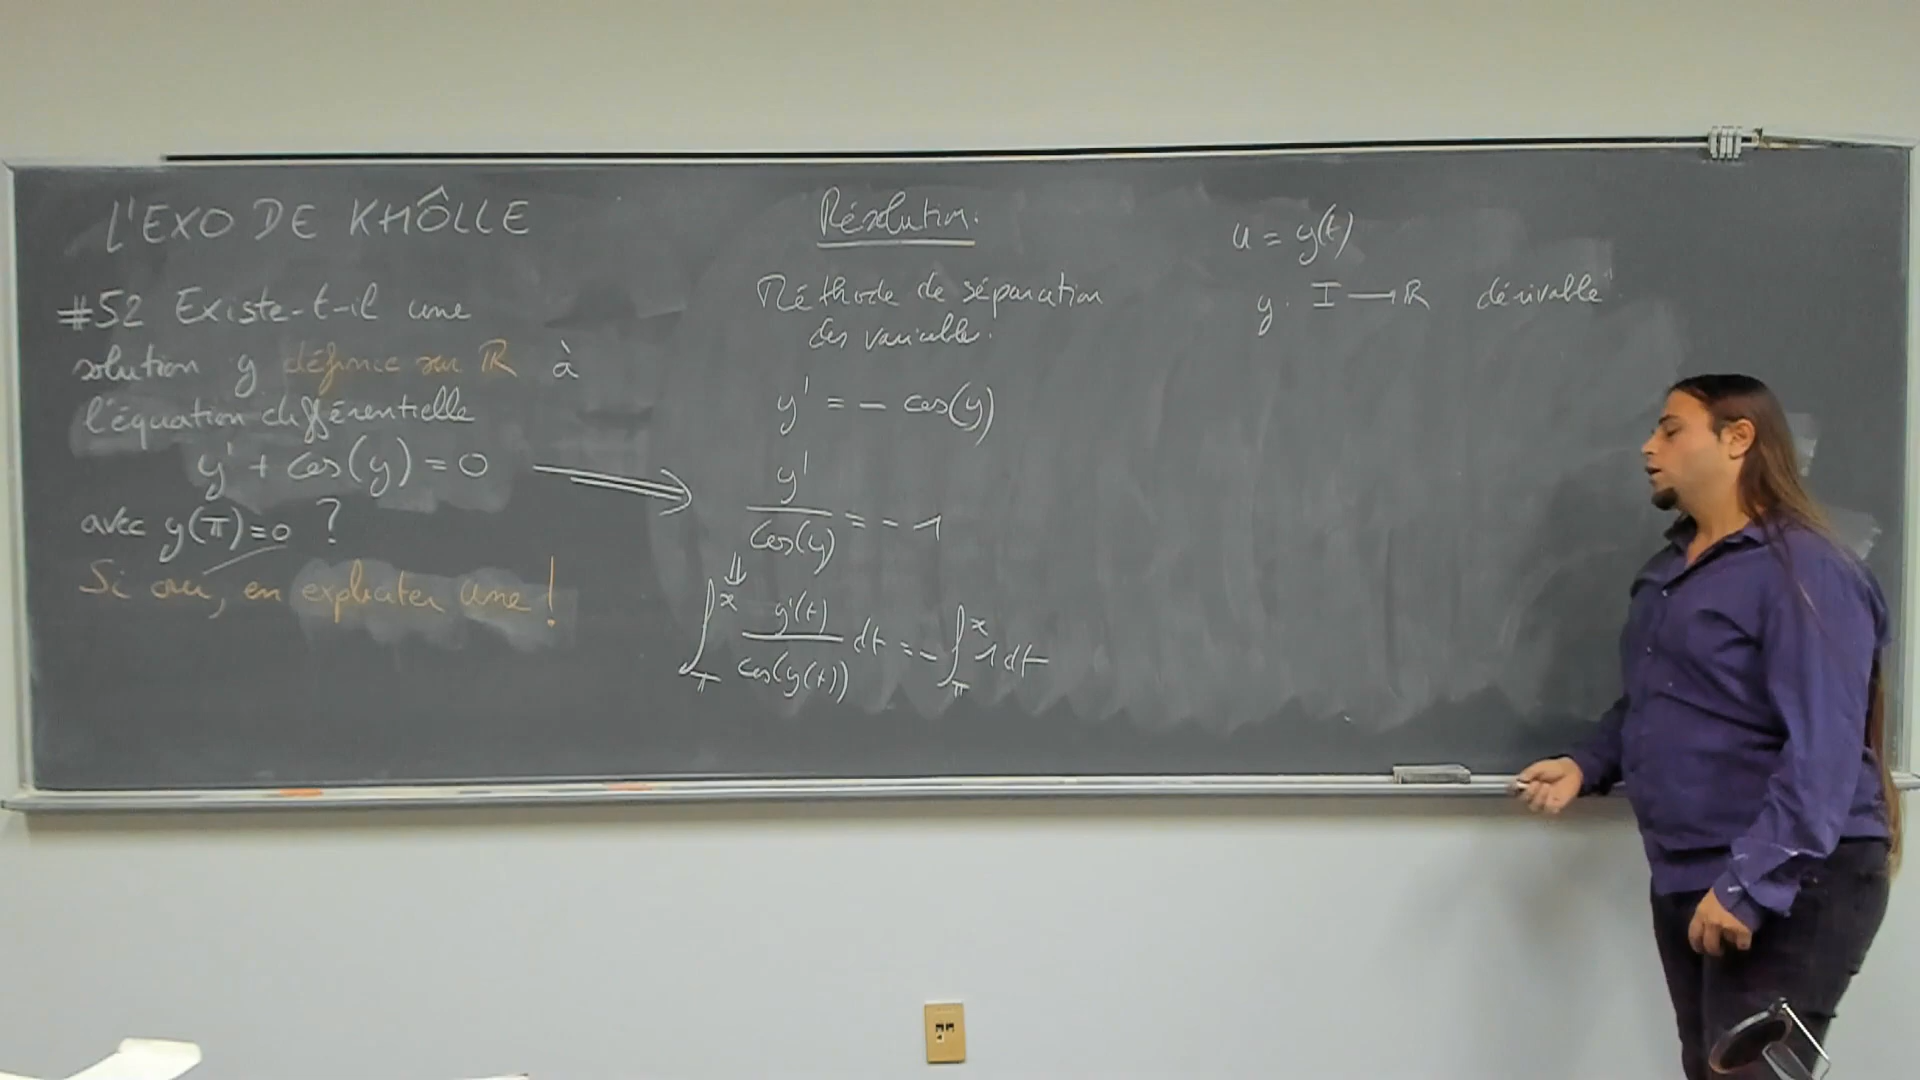 L'EXO DE KHÔLLE
#52 Existe-t-il une
solution y définie sur ℝ à
l'équation différentielle
y' + cos(y) = 0
avec y(π)=0 ?
Si oui, en expliciter une !
Résolution:
Méthode de séparation
des variables.
y' = - cos(y)
y'/cos(y) = -1
⇓
∫_π^x y'(t)/cos(y(t)) dt = - ∫_π^x 1 dt
u = y(t)
y: I → ℝ dérivable